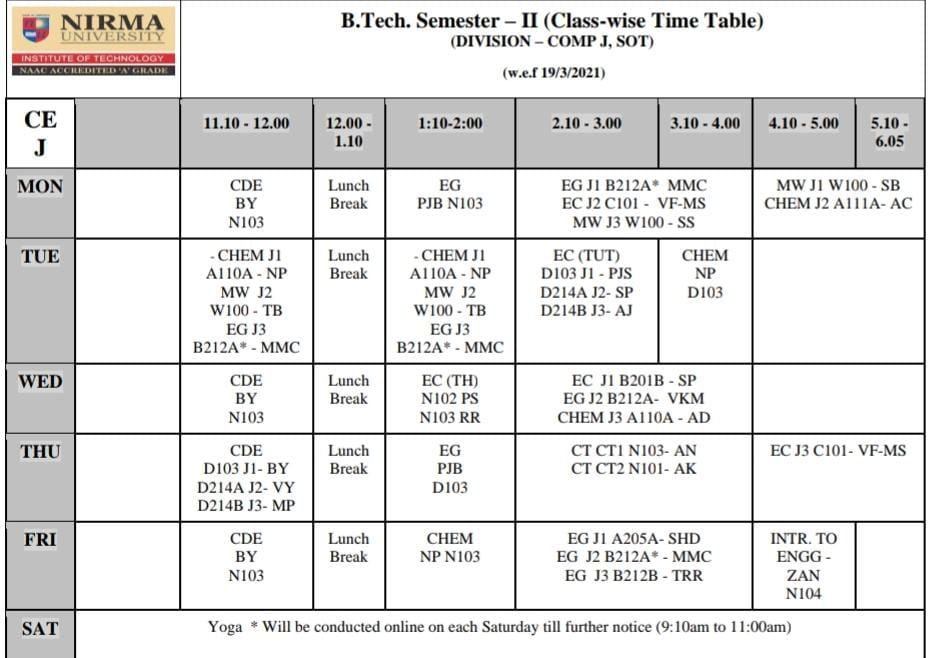 NIRMA
UNIVERSITY
INSTITUTE OF TECHNOLOGY
NAAC ACCREDITED 'A' GRADE
B.Tech. Semester – II (Class-wise Time Table)
(DIVISION – COMP J, SOT)
(w.e.f 19/3/2021)
CE
J
11.10 - 12.00
12.00 -
1.10
1:10-2:00
2.10 - 3.00
3.10 - 4.00
4.10 - 5.00
5.10 -
6.05
MON
CDE
BY
N103
Lunch
Break
EG
PJB N103
EG J1 B212A* MMC
EC J2 C101 - VF-MS
MW J3 W100 - SS
MW J1 W100 - SB
CHEM J2 A111A- AC
TUE
- CHEM J1
A110A - NP
MW J2
W100 - TB
EG J3
B212A* - MMC
Lunch
Break
- CHEM J1
A110A - NP
MW J2
W100 - TB
EG J3
B212A* - MMC
EC (TUT)
D103 J1 - PJS
D214A J2- SP
D214B J3- AJ
CHEM
NP
D103
WED
CDE
BY
N103
Lunch
Break
EC (TH)
N102 PS
N103 RR
EC J1 B201B - SP
EG J2 B212A- VKM
CHEM J3 A110A - AD
THU
CDE
D103 J1- BY
D214A J2- VY
D214B J3- MP
Lunch
Break
EG
PJB
D103
CT CT1 N103- AN
CT CT2 N101- AK
EC J3 C101- VF-MS
FRI
CDE
BY
N103
Lunch
Break
CHEM
NP N103
EG J1 A205A- SHD
EG J2 B212A* - MMC
EG J3 B212B - TRR
INTR. TO
ENGG -
ZAN
N104
SAT
Yoga * Will be conducted online on each Saturday till further notice (9:10am to 11:00am)